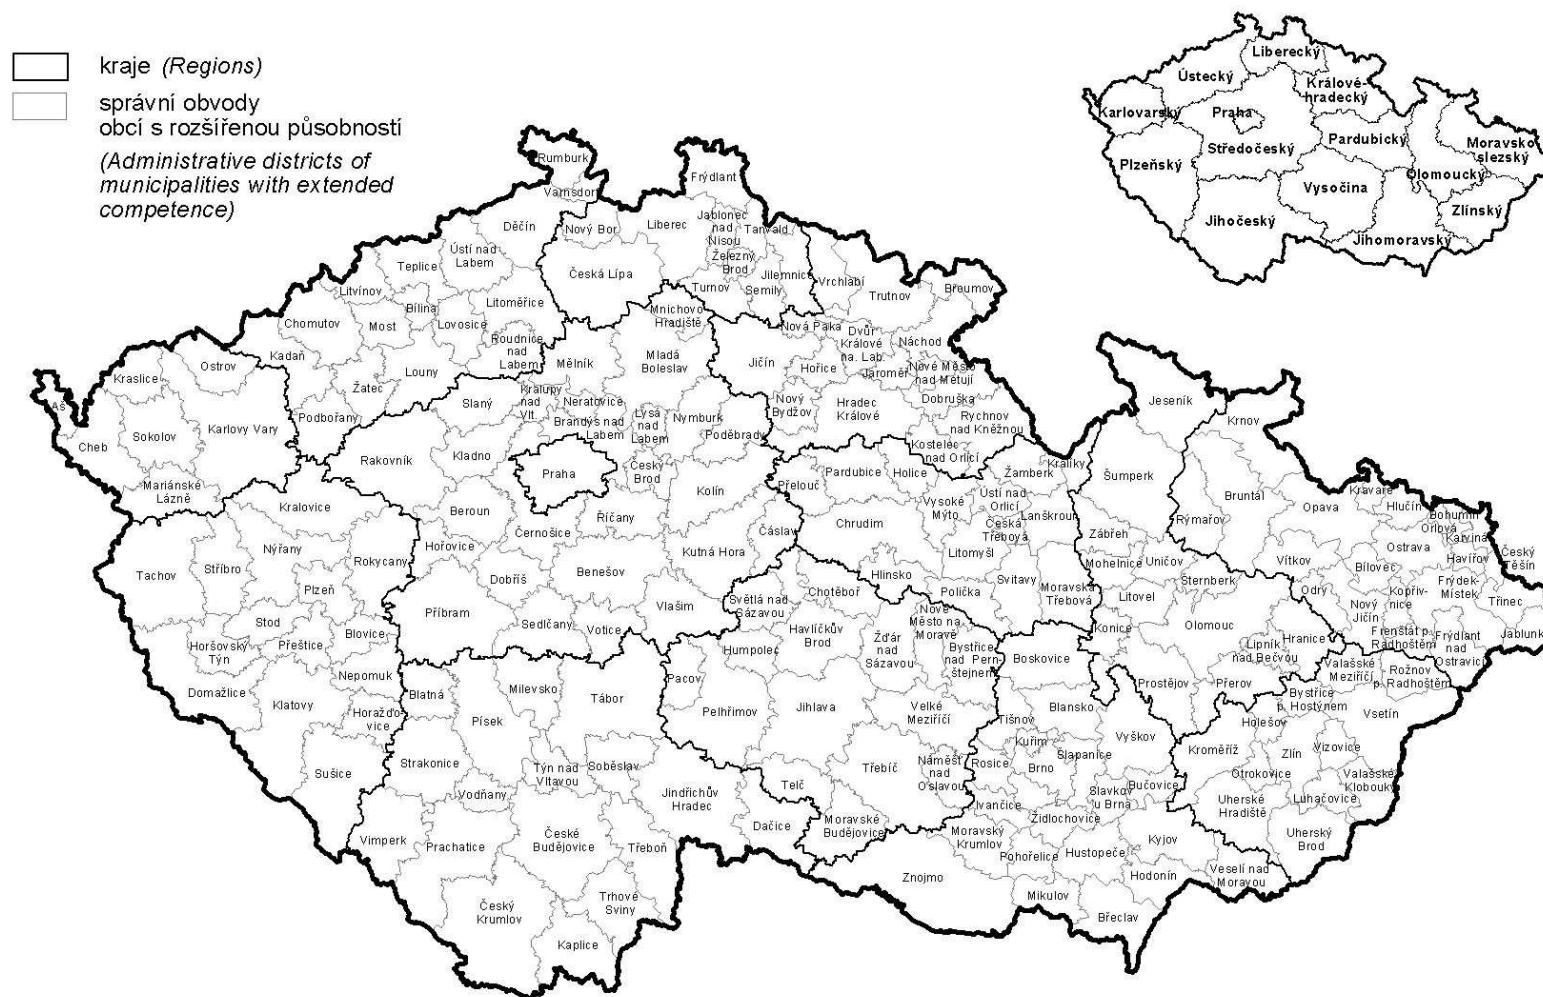 kraje (Regions)
správní obvody
obcí s rozšířenou působností
(Administrative districts of
municipalities with extended
competence)
Liberecký
Ústecký
Králové-
hradecký
Karlovarský
Praha
Pardubický
Středočeský
Moravsko
slezský
Plzeňský
Olomoucký
Vysočina
Zlínský
Jihočeský
Jihomoravský
Rumburk
Varnsdorf
Frýdlant
Děčín
Nový Bor
Liberec
Jablonec
nad
Nisou
Tanvald
Ústí nad
Labem
Teplice
Česká Lípa
Železný
Brod
Jilemnice
Semily
Turnov
Vrchlabí
Trutnov
Broumov
Litvínov
Bílina
Litoměřice
Mnichovo
Hradiště
Chomutov
Most
Lovosice
Roudnice
nad
Labem
Nová Paka
Dvůr
Králové
na. Lab.
Náchod
Kadaň
Ostrov
Kraslice
Louny
Žatec
Mělník
Mladá
Boleslav
Jičín
Hořice
Jaroměř
Nové Město
nad Metují
Aš
Podbořany
Slaný
Kralupy
nad
Vlt.
Neratovice
Brandýs nad
Labem
Lysá
nad
Labem
Nymburk
Poděbrady
Nový
Bydžov
Hradec
Králové
Dobruška
Rychnov
nad Kněžnou
Jeseník
Krnov
Cheb
Sokolov
Karlovy Vary
Rakovník
Kladno
Praha
Český
Brod
Kolín
Kostelec
nad Orlicí
Mariánské
Lázně
Kralovice
Beroun
Černošice
Říčany
Přelouč
Pardubice
Holice
Žamberk
Králíky
Šumperk
Bruntál
Rýmařov
Opava
Kravaře
Hlučín
Bohumín
Orlová
Karviná
Havířov
Český
Těšín
Tachov
Stříbro
Nýřany
Rokycany
Hořovice
Kutná Hora
Čáslav
Chrudim
Vysoké
Mýto
Ústí nad
Orlicí
Česká
Třebová
Lanškroun
Zábřeh
Mohelnice
Uničov
Šternberk
Vítkov
Ostrava
Bílovec
Plzeň
Dobříš
Benešov
Příbram
Sedlčany
Votice
Vlašim
Světlá nad
Sázavou
Chotěboř
Hlinsko
Litomyšl
Polička
Svitavy
Moravská
Třebová
Litovel
Konice
Olomouc
Odry
Nový
Jičín
Kopřiv-
nice
Frýdek-
Místek
Třinec
Stod
Přeštice
Blovice
Horšovský
Týn
Nepomuk
Blatná
Milevsko
Tábor
Pacov
Humpolec
Havlíčkův
Brod
Žďár
nad
Sázavou
Nové
Město na
Moravě
Bystřice
nad Pern-
štejnem
Boskovice
Prostějov
Přerov
Lipník
nad Bečvou
Hranice
Frenštát p.
Radhoštěm
Frýdlant
nad
Ostravicí
Jablunk
Valašské
Meziříčí
Rožnov
p. Radhoštěm
Domažlice
Klatovy
Horažďo-
vice
Písek
Pelhřimov
Jihlava
Velké
Meziříčí
Tišnov
Blansko
Vyškov
Kroměříž
Holešov
Bystřice
p. Hostýnem
Vsetín
Sušice
Strakonice
Týn nad
Vltavou
Soběslav
Vodňany
Jindřichův
Hradec
Telč
Třebíč
Náměšť
nad
Oslavou
Rosice
Kuřim
Brno
Šlapanice
Slavkov
u Brna
Bučovice
Otrokovice
Zlín
Vizovice
Valašské
Klobouky
Luhačovice
Uherské
Hradiště
Uherský
Brod
Vimperk
Prachatice
České
Budějovice
Třeboň
Dačice
Moravské
Budějovice
Ivančice
Židlochovice
Moravský
Krumlov
Pohořelice
Hustopeče
Kyjov
Veselí nad
Moravou
Hodonín
Znojmo
Mikulov
Břeclav
Český
Krumlov
Trhové
Sviny
Kaplice